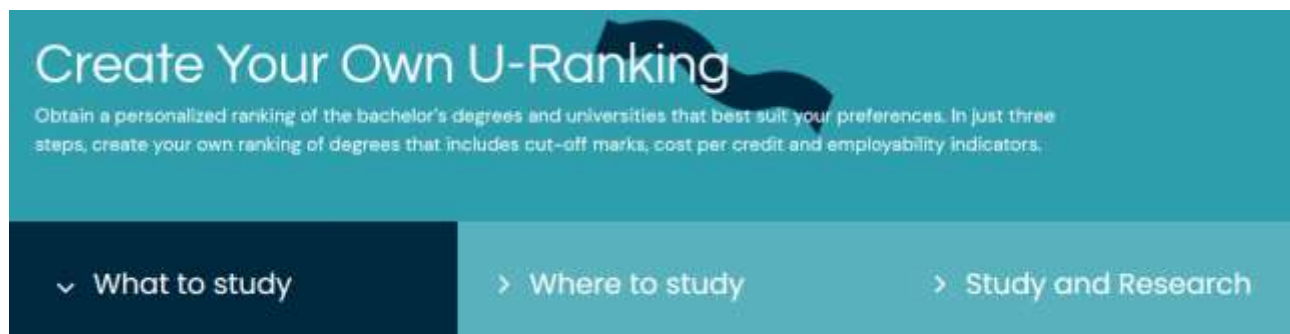 Create Your Own U-Ranking
Obtain a personalized ranking of the bachelor's degrees and universities that best suit your preferences. In just three
steps, create your own ranking of degrees that includes cut-off marks, cost per credit and employability indicators.
What to study
Where to study
Study and Research